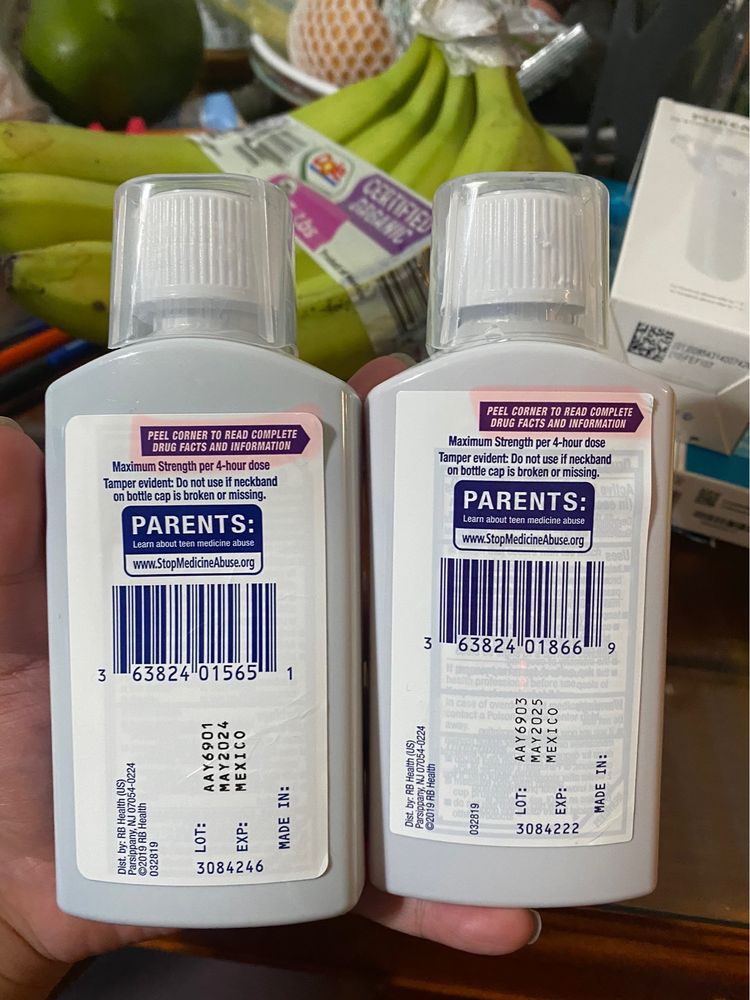 Dole
CERTIFIED
ORGANIC
PEEL CORNER TO READ COMPLETE
DRUG FACTS AND INFORMATION
Maximum Strength per 4-hour dose
Tamper evident: Do not use if neckband
on bottle cap is broken or missing.
PARENTS:
Learn about teen medicine abuse
www.StopMedicineAbuse.org
3 63824 01565 1
Dist. by: RB Health (US)
Parsippany, NJ 07054-0224
©2019 RB Health
032819
LOT: AAY6901
EXP: MAY2024
MADE IN: MEXICO
3084246
PEEL CORNER TO READ COMPLETE
DRUG FACTS AND INFORMATION
Maximum Strength per 4-hour dose
Tamper evident: Do not use if neckband
on bottle cap is broken or missing.
PARENTS:
Learn about teen medicine abuse
www.StopMedicineAbuse.org
3 63824 01866 9
Dist. by: RB Health (US)
Parsippany, NJ 07054-0224
©2019 RB Health
032819
LOT: AAY6903
EXP: MAY2025
MADE IN: MEXICO
3084222